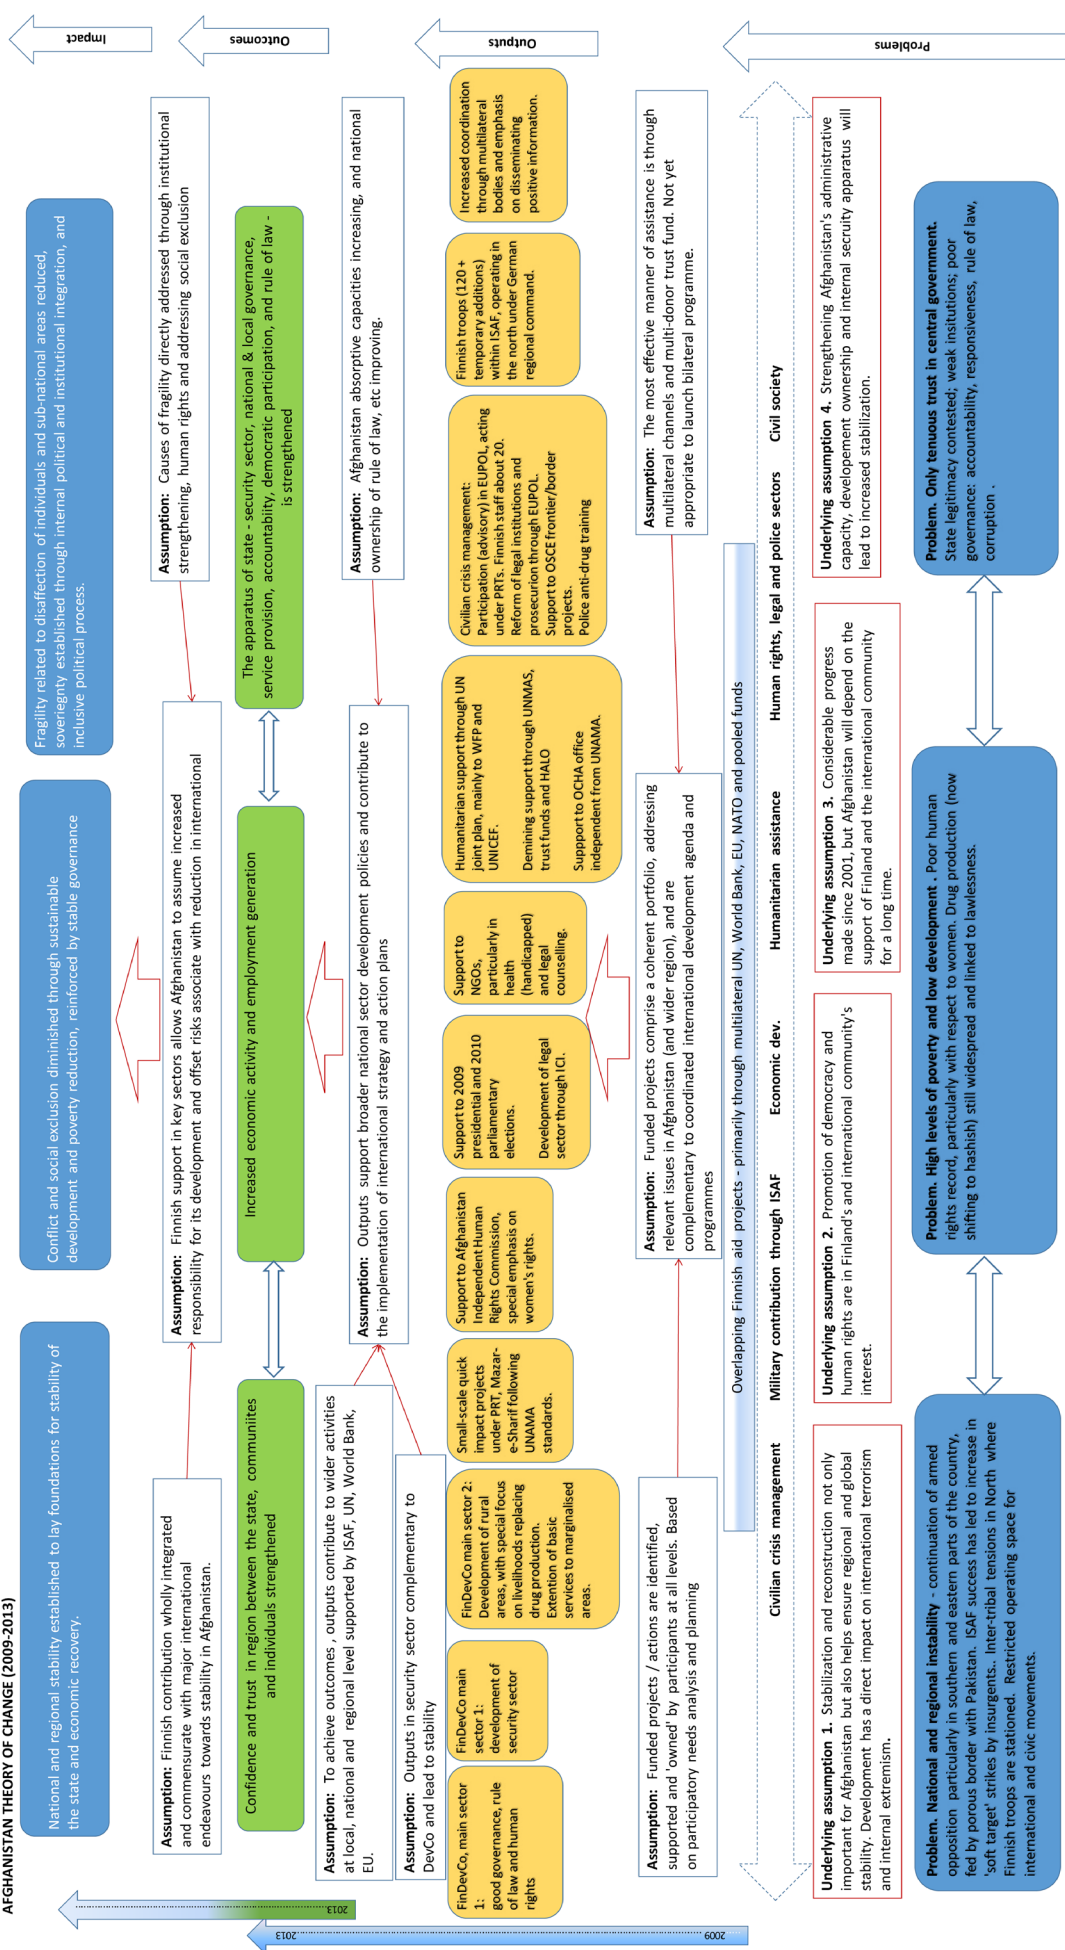 AFGHANISTAN THEORY OF CHANGE (2009-2013)
National and regional stability established to lay foundations for stability of
the state and economic recovery.
Conflict and social exclusion diminished through sustainable
development and poverty reduction, reinforced by stable governance
Fragility related to disaffection of individuals and sub-national areas reduced,
soveriegnty established through internal political and institutional integration, and
inclusive political process.
Impact
Assumption: Finnish contribution wholly integrated
and commensurate with major international
endeavours towards stability in Afghanistan.
Assumption: Finnish support in key sectors allows Afghanistan to assume increased
responsibility for its development and offset risks associate with reduction in international
Assumption: Causes of fragility directly addressed through institutional
strengthening, human rights and addressing social exclusion
Confidence and trust in region between the state, communiites
and individuals strengthened
Increased economic activity and employment generation
The apparatus of state - security sector, national & local governance,
service provision, accountability, democratic participation, and rule of law -
is strengthened
Outcomes
2013
Assumption: To achieve outcomes , outputs contribute to wider activities
at local, national and regional level supported by ISAF, UN, World Bank,
EU.
Assumption: Outputs in security sector complementary to
DevCo and lead to stability
Assumption: Outputs support broader national sector development policies and contribute to
the implementation of international strategy and action plans
Assumption: Afghanistan absorptive capacities increasing, and national
ownership of rule of law, etc improving.
2013
FinDevCo, main sector
1:
good governance, rule
of law and human
rights
FinDevCo main
sector 1:
development of
security sector
FinDevCo main sector 2:
Development of rural
areas, with special focus
on livelihoods replacing
drug production.
Extention of basic
services to marginalised
areas.
Small-scale quick
impact projects
under PRT, Mazar-
e-Sharif following
UNAMA
standards.
Support to Afghanistan
Independent Human
Rights Commission,
special emphasis on
women's rights.
Support to 2009
presidential and 2010
parliamentary
elections.
Development of legal
sector through ICI.
Support to
NGOs,
particularly in
health
(handicapped)
and legal
counselling.
Humanitarian support through UN
joint plan, mainly to WFP and
UNICEF.
Demining support through UNMAS,
trust funds and HALO
Suppport to OCHA office
independent from UNAMA.
Civilian crisis management:
Participation (advisory) in EUPOL, acting
under PRTs. Finnish staff about 20.
Reform of legal institutions and
prosecurion through EUPOL.
Support to OSCE frontier/border
projects.
Police anti-drug training
Finnish troops (120 +
temporary additions)
within ISAF, operating in
the north under German
regional command.
Increased coordination
through multilateral
bodies and emphasis
on disseminating
positive information.
Outputs
Assumption: Funded projects / actions are identified,
supported and 'owned' by participants at all levels. Based
on participatory needs analysis and planning
Assumption: Funded projects comprise a coherent portfolio, addressing
relevant issues in Afghanistan (and wider region), and are
complementary to coordinated international development agenda and
programmes
Assumption: The most effective manner of assistance is through
multilateral channels and multi-donor trust fund. Not yet
appropriate to launch bilateral programme.
2009
Overlapping Finnish aid projects - primarily through multilateral UN, World Bank, EU, NATO and pooled funds
Civilian crisis management
Military contribution through ISAF
Economic dev.
Humanitarian assistance
Human rights, legal and police sectors
Civil society
Underlying assumption 1. Stabilization and reconstruction not only
important for Afghanistan but also helps ensure regional and global
stability. Development has a direct impact on international terrorism
and internal extremism.
Underlying assumption 2. Promotion of democracy and
human rights are in Finland's and international community's
interest.
Underlying assumption 3. Considerable progress
made since 2001, but Afghanistan will depend on the
support of Finland and the international community
for a long time.
Underlying assumption 4. Strengthening Afghanistan's administrative
capacity, developement ownership and internal secruity apparatus will
lead to increased stabilization.
Problem. National and regional instability - continuation of armed
opposition particularly in southern and eastern parts of the country,
fed by porous border with Pakistan. ISAF success has led to increase in
'soft target' strikes by insurgents.. Inter-tribal tensions in North where
Finnish troops are stationed. Restricted operating space for
international and civic movements.
Problem. High levels of poverty and low development . Poor human
rights record, particularly with respect to women. Drug production (now
shifting to hashish) still widespread and linked to lawlessness.
Problem. Only tenuous trust in central government.
State legitimacy contested; weak insitutions; poor
governance: accountability, responsiveness, rule of law,
corruption .
Problems